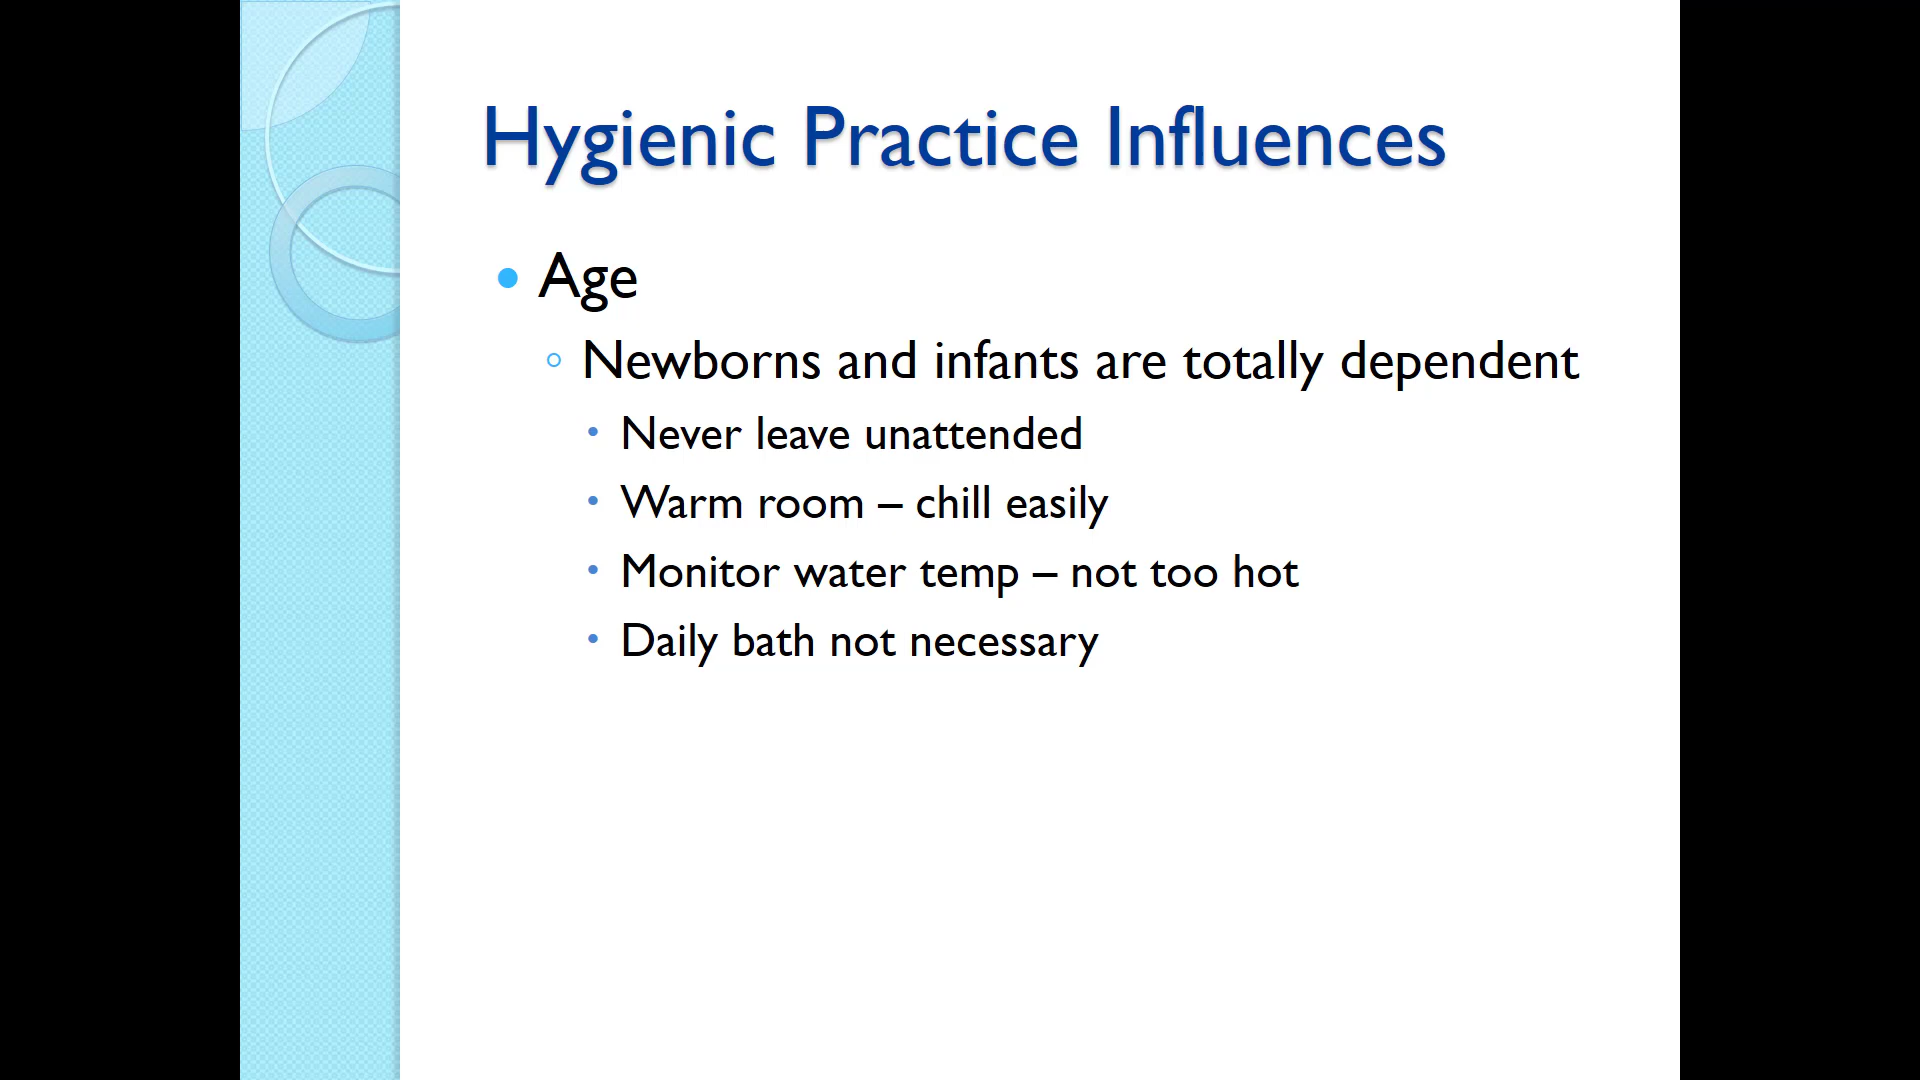 Hygienic Practice Influences
• Age
◦ Newborns and infants are totally dependent
• Never leave unattended
• Warm room – chill easily
• Monitor water temp – not too hot
• Daily bath not necessary